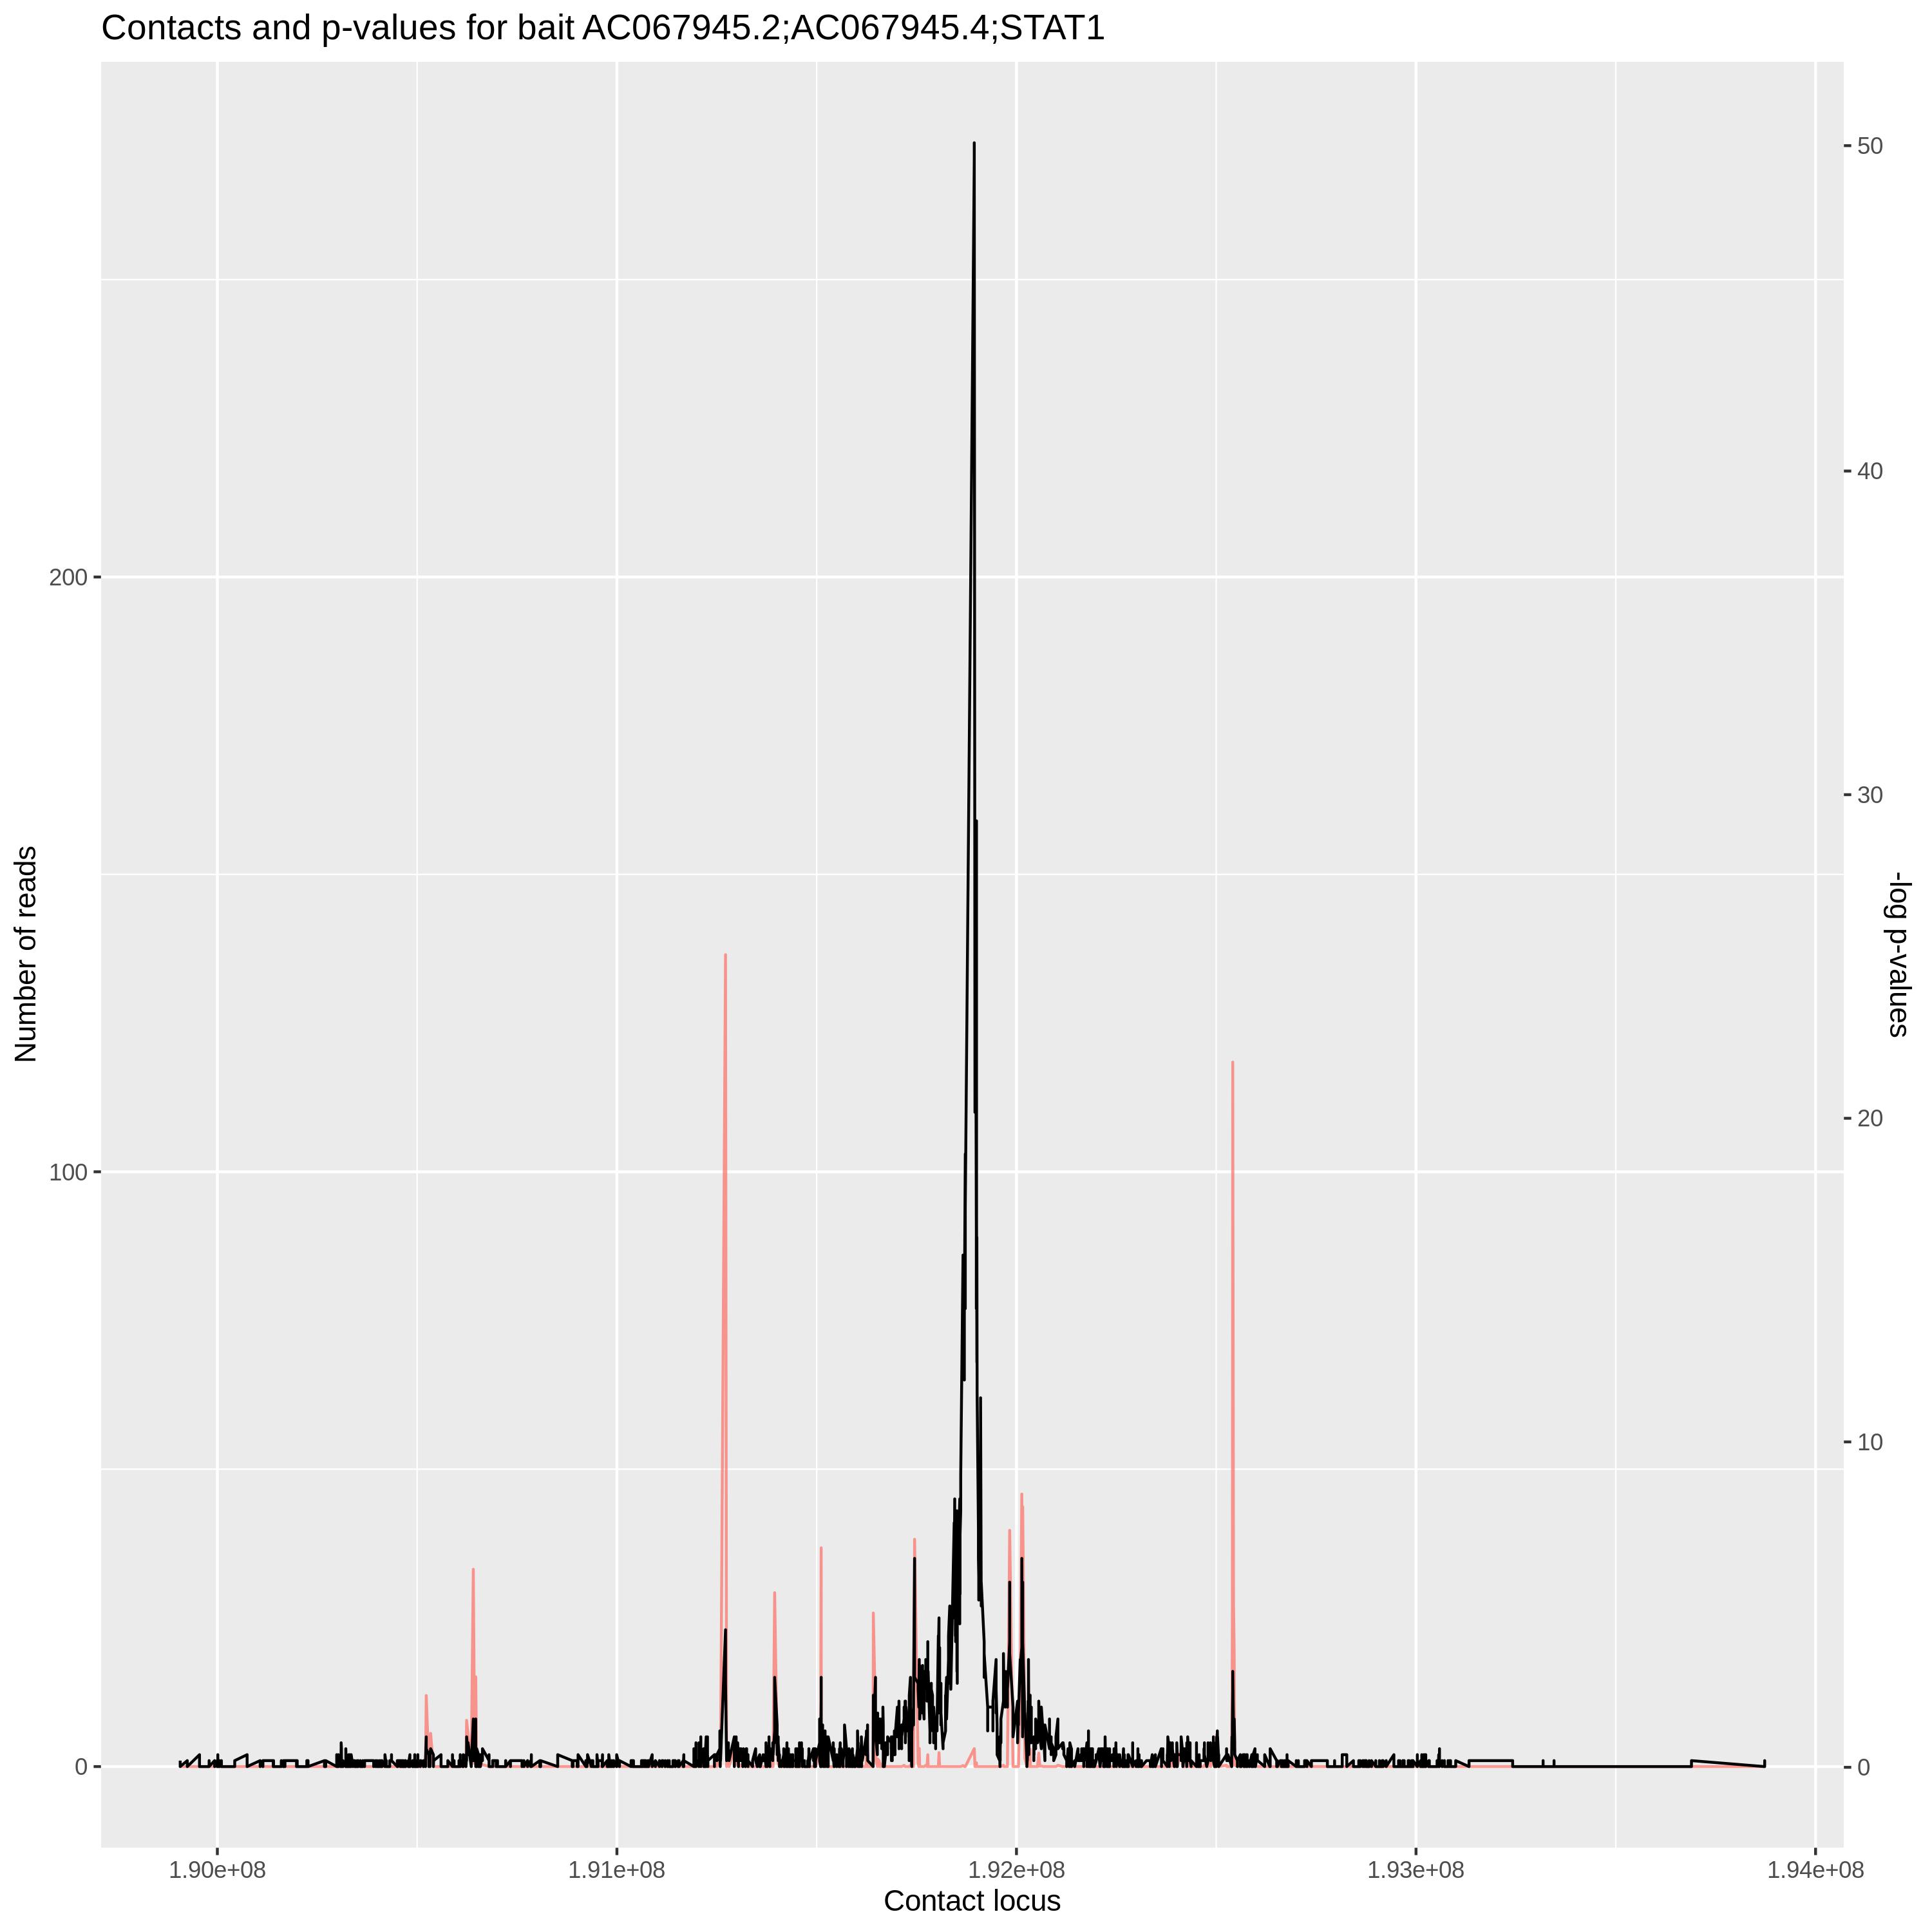 Contacts and p-values for bait AC067945.2;AC067945.4;STAT1
Number of reads
200
100
0
50
40
30
20
10
0
-log p-values
1.90e+08 1.91e+08 1.92e+08 1.93e+08 1.94e+08
Contact locus